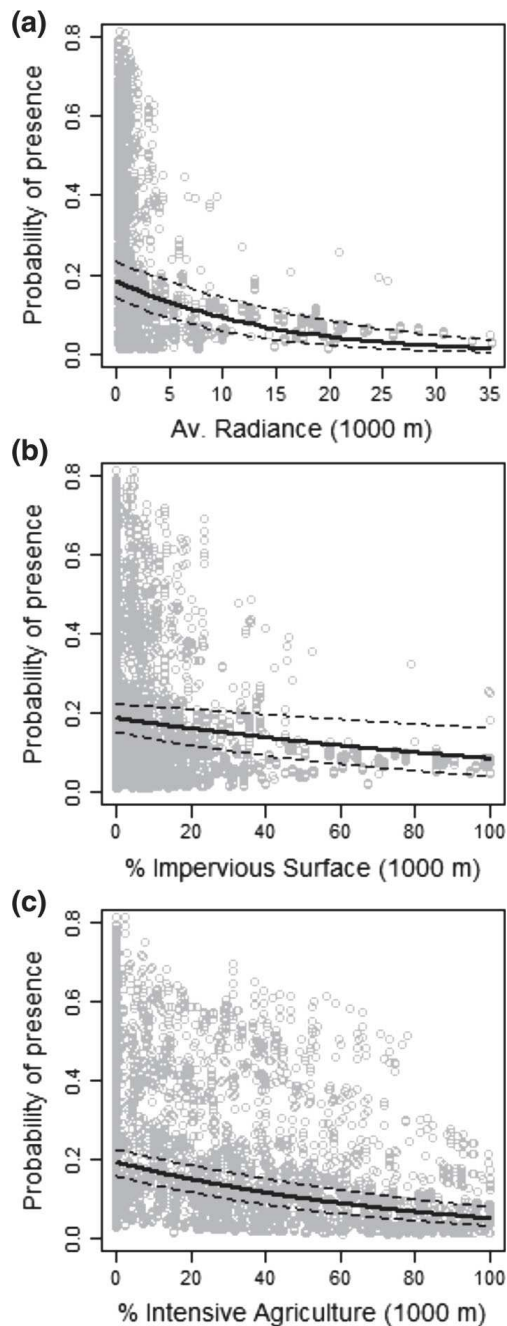 (a)
Probability of presence
0.8
0.6
0.4
0.2
0.0
0 5 10 15 20 25 30 35
Av. Radiance (1000 m)
(b)
Probability of presence
0.8
0.6
0.4
0.2
0.0
0 20 40 60 80 100
% Impervious Surface (1000 m)
(c)
Probability of presence
0.8
0.6
0.4
0.2
0.0
0 20 40 60 80 100
% Intensive Agriculture (1000 m)